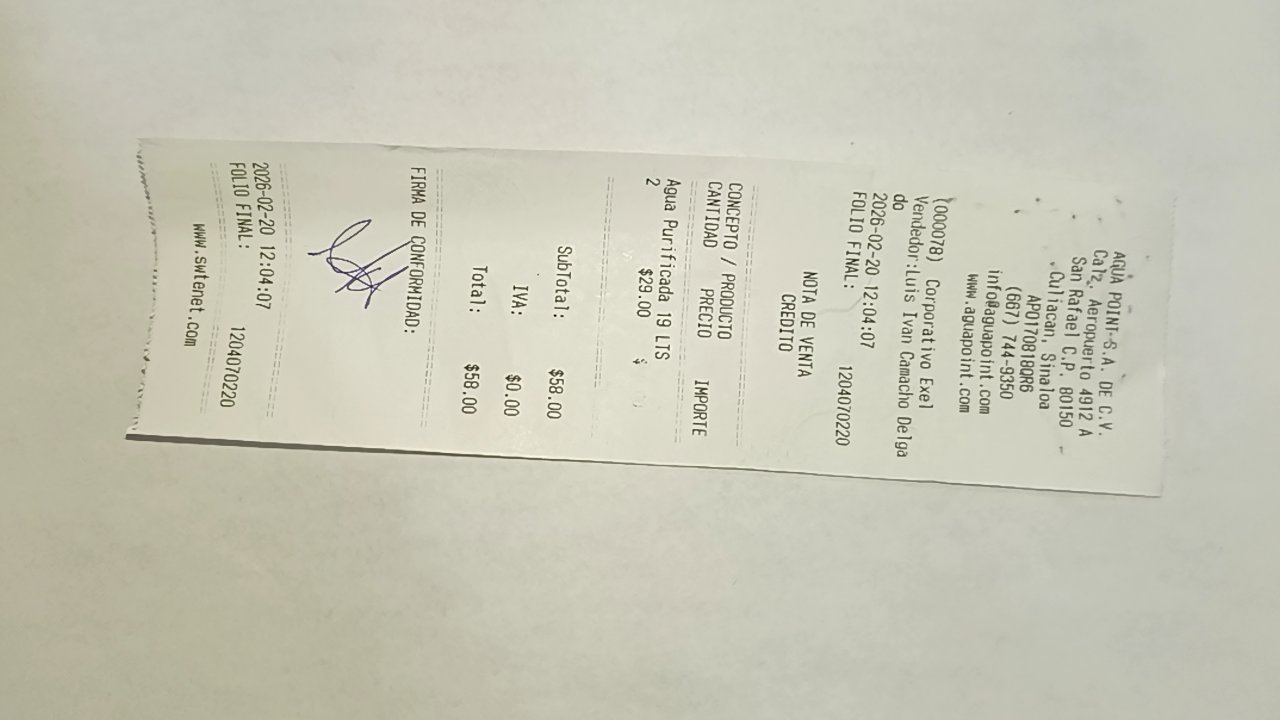 AGUA POINT S.A. DE C.V.
Calz. Aeropuerto 4912 A
San Rafael C.P. 80150
Culiacan, Sinaloa
APO170818QR6
(667) 744-9350
info@aguapoint.com
www.aguapoint.com
(000078) Corporativo Exel
Vendedor:Luis Ivan Camacho Delga
do
2026-02-20 12:04:07
FOLIO FINAL: 1204070220
NOTA DE VENTA
CREDITO
CONCEPTO / PRODUCTO
CANTIDAD PRECIO IMPORTE
Agua Purificada 19 LTS
2 $29.00 $
SubTotal: $58.00
IVA: $0.00
Total: $58.00
FIRMA DE CONFORMIDAD:
2026-02-20 12:04:07
FOLIO FINAL: 1204070220
www.swtenet.com